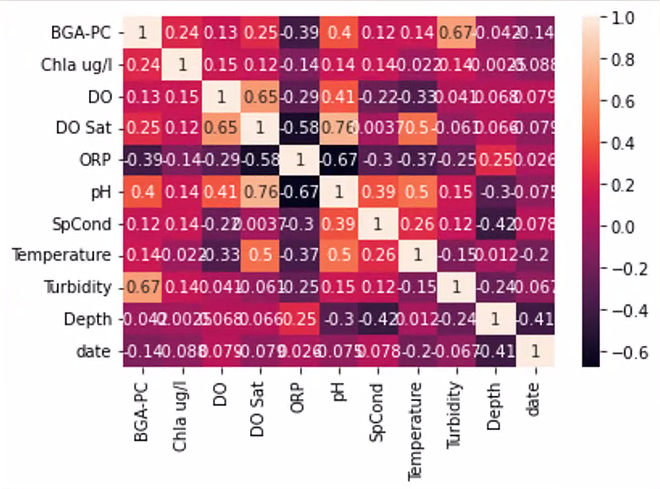 BGA-PC 1 0.24 0.13 0.25 -0.39 0.4 0.12 0.14 0.67 -0.042 -0.14
Chla ug/l 0.24 1 0.15 0.12 -0.14 0.14 0.14 -0.022 0.14 -0.0025 -0.088
DO 0.13 0.15 1 0.65 -0.29 0.41 -0.22 -0.33 0.041 0.068 0.079
DO Sat 0.25 0.12 0.65 1 -0.58 0.76 0.0037 0.5 -0.061 0.066 -0.079
ORP -0.39 -0.14 -0.29 -0.58 1 -0.67 -0.3 -0.37 -0.25 0.25 0.026
pH 0.4 0.14 0.41 0.76 -0.67 1 0.39 0.5 0.15 -0.3 -0.075
SpCond 0.12 0.14 -0.22 0.0037 -0.3 0.39 1 0.26 0.12 -0.42 0.078
Temperature 0.14 -0.022 -0.33 0.5 -0.37 0.5 0.26 1 -0.15 0.012 -0.2
Turbidity 0.67 0.14 0.041 -0.061 -0.25 0.15 0.12 -0.15 1 -0.24 -0.067
Depth -0.042 -0.0025 0.068 0.066 0.25 -0.3 -0.42 0.012 -0.24 1 -0.41
date -0.14 -0.088 0.079 -0.079 0.026 -0.075 0.078 -0.2 -0.067 -0.41 1
BGA-PC
Chla ug/l
DO
DO Sat
ORP
pH
SpCond
Temperature
Turbidity
Depth
date
1.0
0.8
0.6
0.4
0.2
0.0
−0.2
−0.4
−0.6